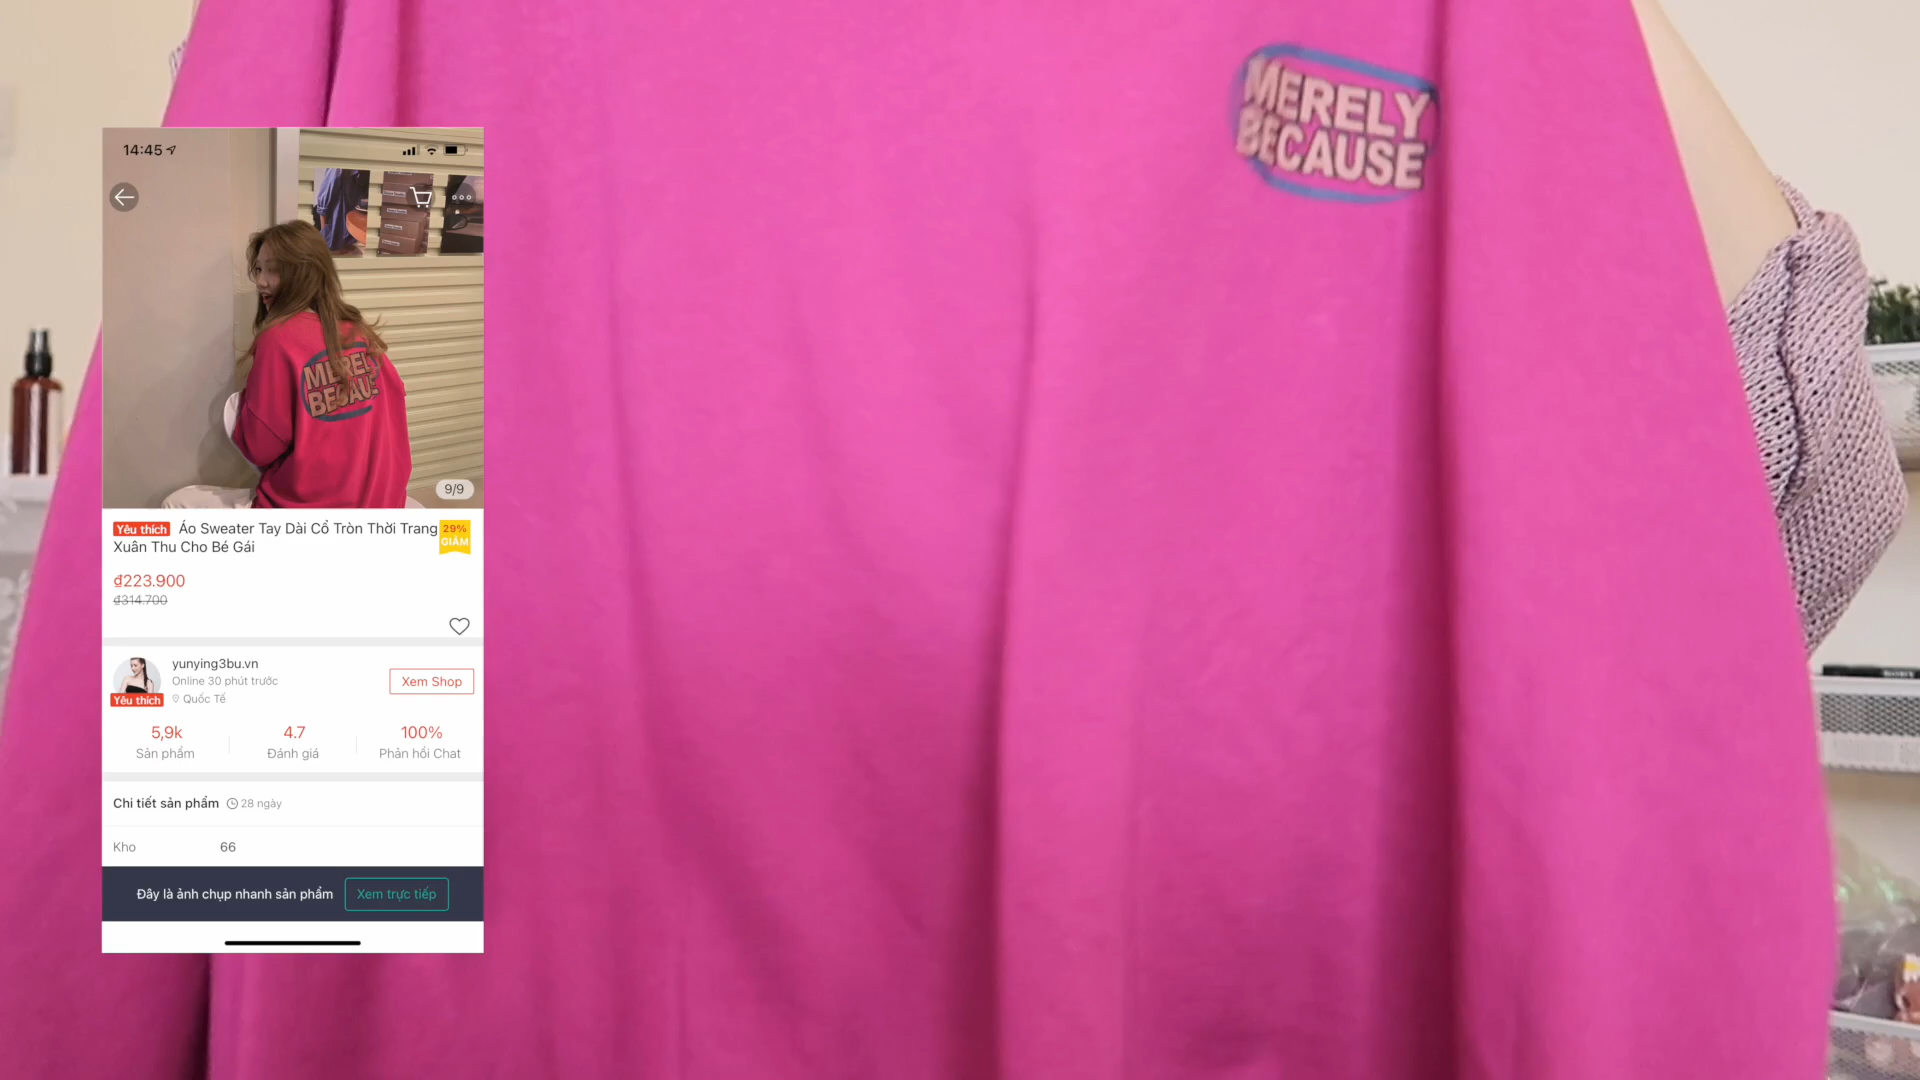 MERELY
BECAUSE
14:45
MERELY
BECAUSE
9/9
Yêu thích Áo Sweater Tay Dài Cổ Tròn Thời Trang
Xuân Thu Cho Bé Gái
29%
GIẢM
₫223.900
₫314.700
yunying3bu.vn
Online 30 phút trước
Quốc Tế
Yêu thích
Xem Shop
5,9k
4.7
100%
Sản phẩm
Đánh giá
Phản hồi Chat
Chi tiết sản phẩm 28 ngày
Kho 66
Đây là ảnh chụp nhanh sản phẩm
Xem trực tiếp